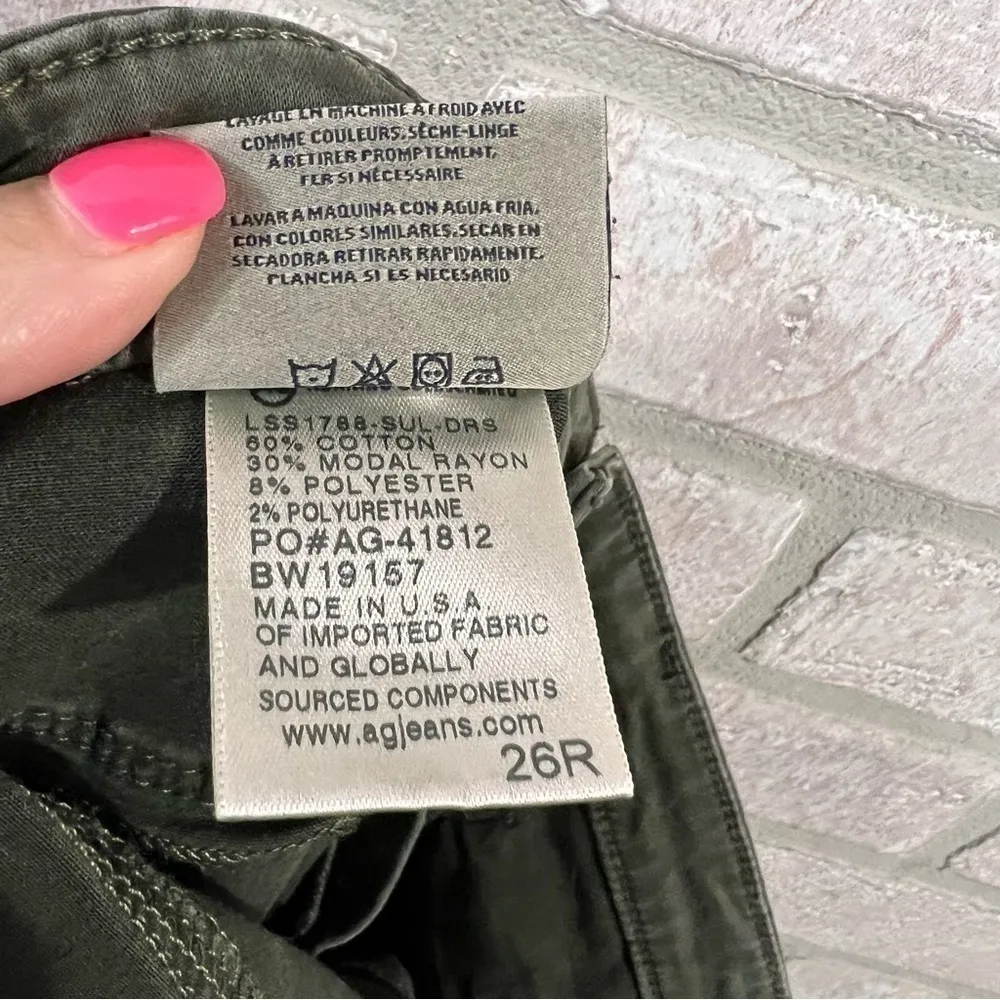 LAVAGE EN MACHINE A FROID AVEC
COMME COULEURS. SÈCHE-LINGE
À RETIRER PROMPTEMENT,
FER SI NÉCESSAIRE
LAVAR A MAQUINA CON AGUA FRIA.
CON COLORES SIMILARES. SECAR EN
SECADORA RETIRAR RAPIDAMENTE.
PLANCHA SI ES NECESARIO
LSS1788-SUL-DRS
60% COTTON
30% MODAL RAYON
8% POLYESTER
2% POLYURETHANE
PO#AG-41812
BW19157
MADE IN U.S.A.
OF IMPORTED FABRIC
AND GLOBALLY
SOURCED COMPONENTS
www.agjeans.com
26R